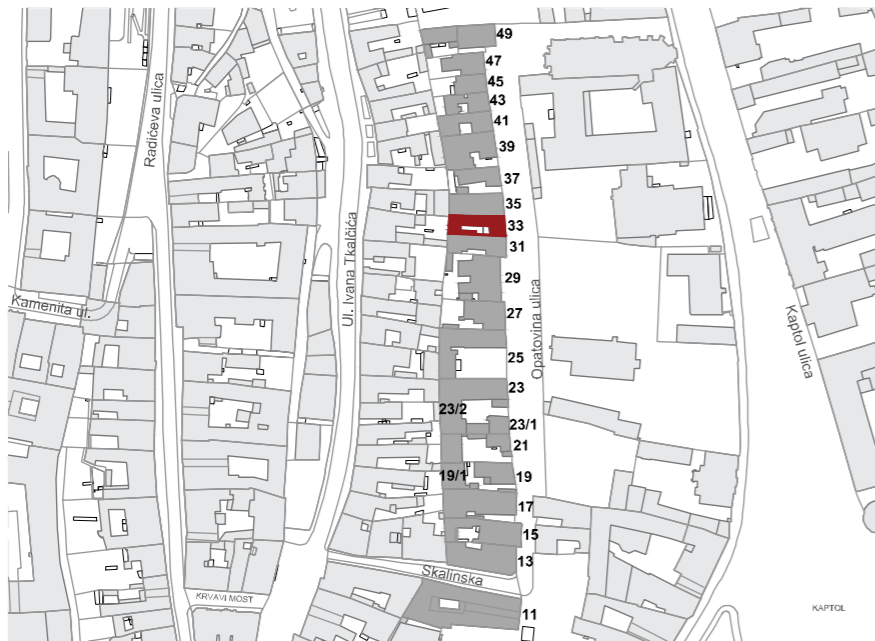 49
47
45
43
41
39
37
35
33
31
29
27
25
23
23/2
23/1
21
19/1
19
17
15
13
11
Radićeva ulica
Ul. Ivana Tkalčića
Opatovina ulica
Kaptol ulica
Kamenita ul.
Skalinska
KRVAVI MOST
KAPTOL